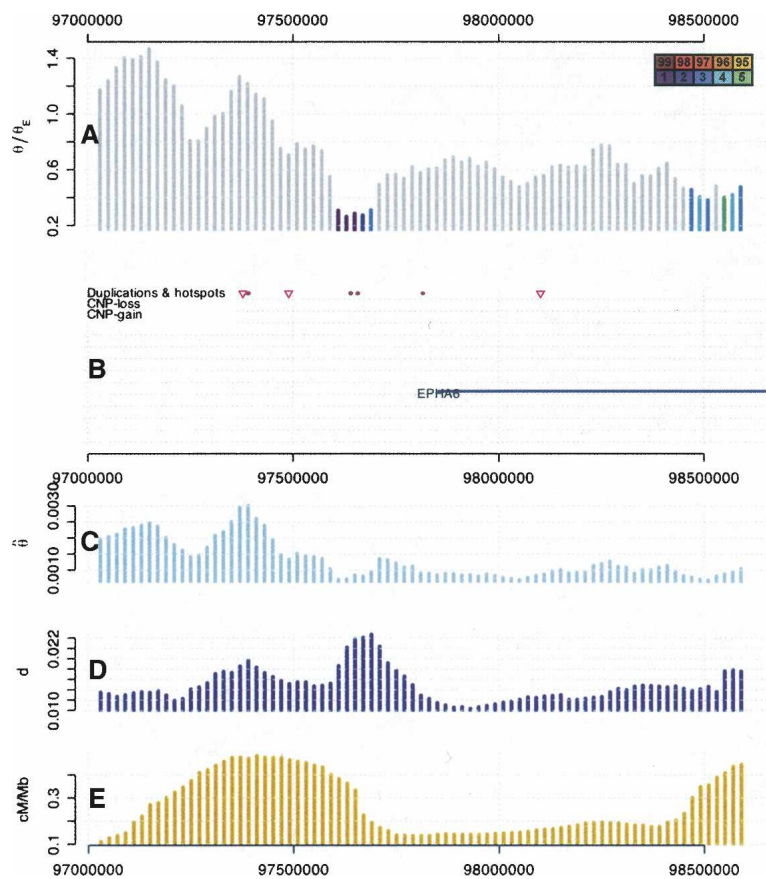 97000000 97500000 98000000 98500000
1.4
1.0
0.6
0.2
θ/θE
A
99 98 97 96 95
1 2 3 4 5
Duplications & hotspots
CNP-loss
CNP-gain
B
EPHA6
97000000 97500000 98000000 98500000
0.0030
0.0010
θ̂
C
0.022
0.010
d
D
0.3
0.1
cM/Mb
E
97000000 97500000 98000000 98500000